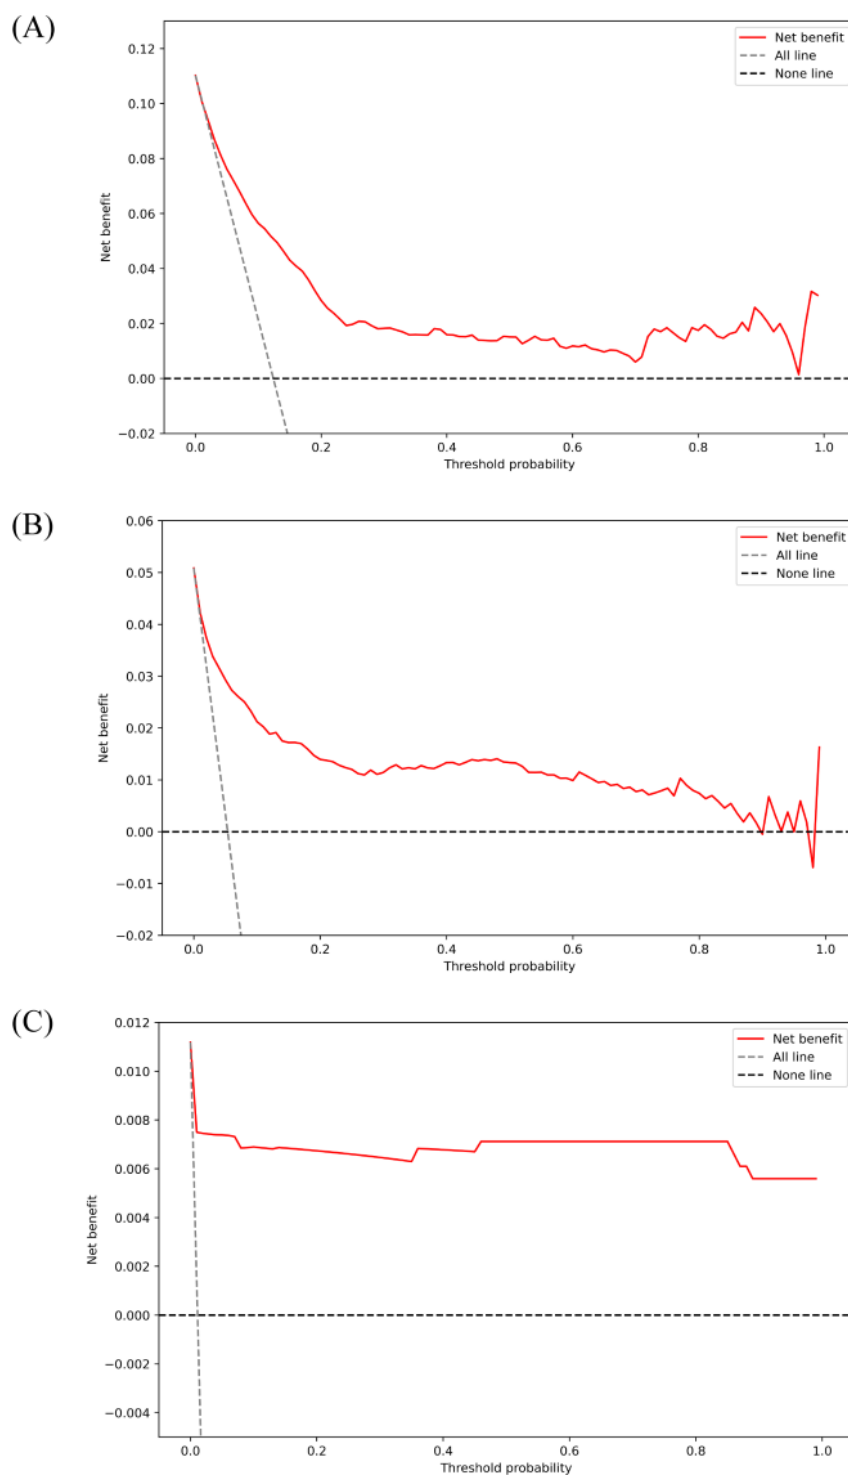 (A)
Net benefit
All line
None line
0.12
0.10
0.08
0.06
0.04
0.02
0.00
−0.02
Net benefit
0.0 0.2 0.4 0.6 0.8 1.0
Threshold probability
(B)
Net benefit
All line
None line
0.06
0.05
0.04
0.03
0.02
0.01
0.00
−0.01
−0.02
Net benefit
0.0 0.2 0.4 0.6 0.8 1.0
Threshold probability
(C)
Net benefit
All line
None line
0.012
0.010
0.008
0.006
0.004
0.002
0.000
−0.002
−0.004
Net benefit
0.0 0.2 0.4 0.6 0.8 1.0
Threshold probability